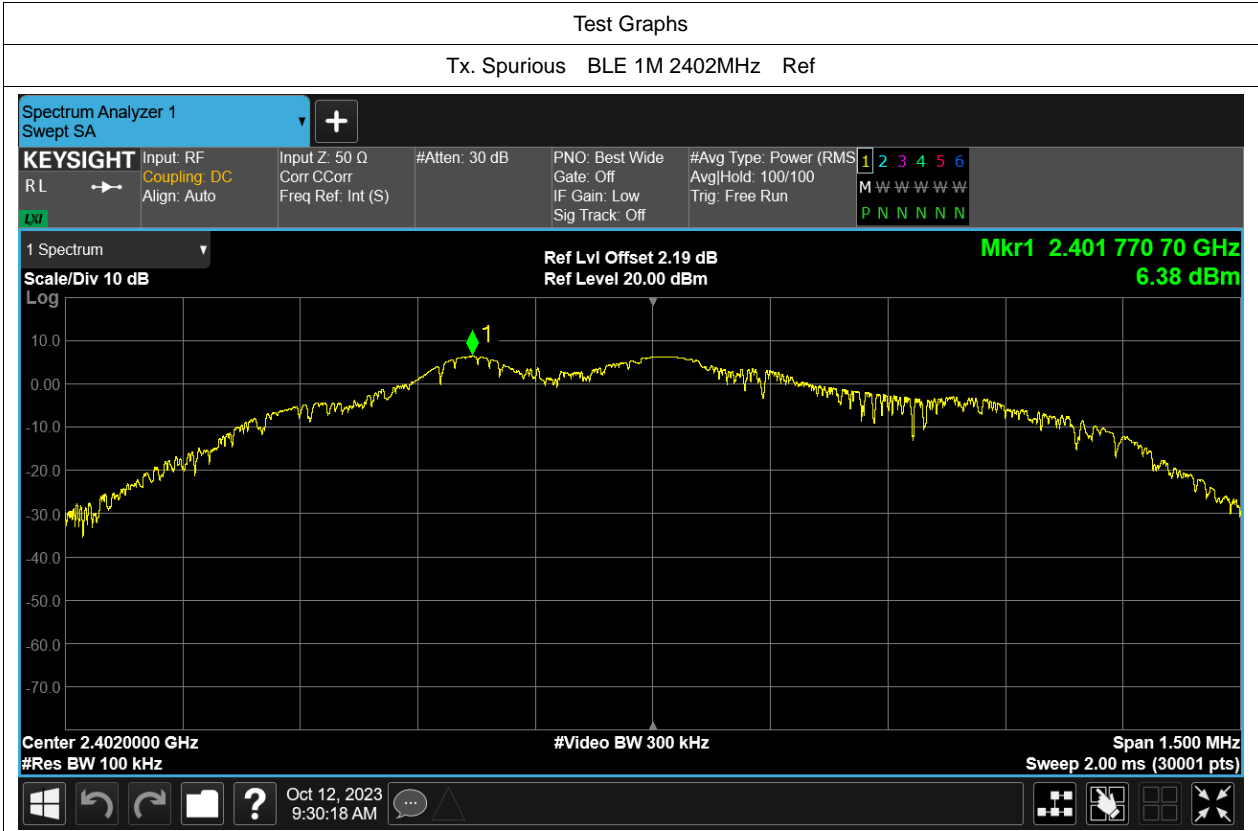 Test Graphs
Tx. Spurious BLE 1M 2402MHz Ref
Spectrum Analyzer 1
Swept SA
+
KEYSIGHT
R L
LXI
Input: RF
Coupling: DC
Align: Auto
Input Z: 50 Ω
Corr CCorr
Freq Ref: Int (S)
#Atten: 30 dB
PNO: Best Wide
Gate: Off
IF Gain: Low
Sig Track: Off
#Avg Type: Power (RMS
Avg|Hold: 100/100
Trig: Free Run
1 2 3 4 5 6
M W W W W W
P N N N N N
1 Spectrum
Scale/Div 10 dB
Log
Ref Lvl Offset 2.19 dB
Ref Level 20.00 dBm
Mkr1 2.401 770 70 GHz
6.38 dBm
1
10.0
0.00
-10.0
-20.0
-30.0
-40.0
-50.0
-60.0
-70.0
Center 2.4020000 GHz
#Video BW 300 kHz
Span 1.500 MHz
#Res BW 100 kHz
Sweep 2.00 ms (30001 pts)
?
Oct 12, 2023
9:30:18 AM